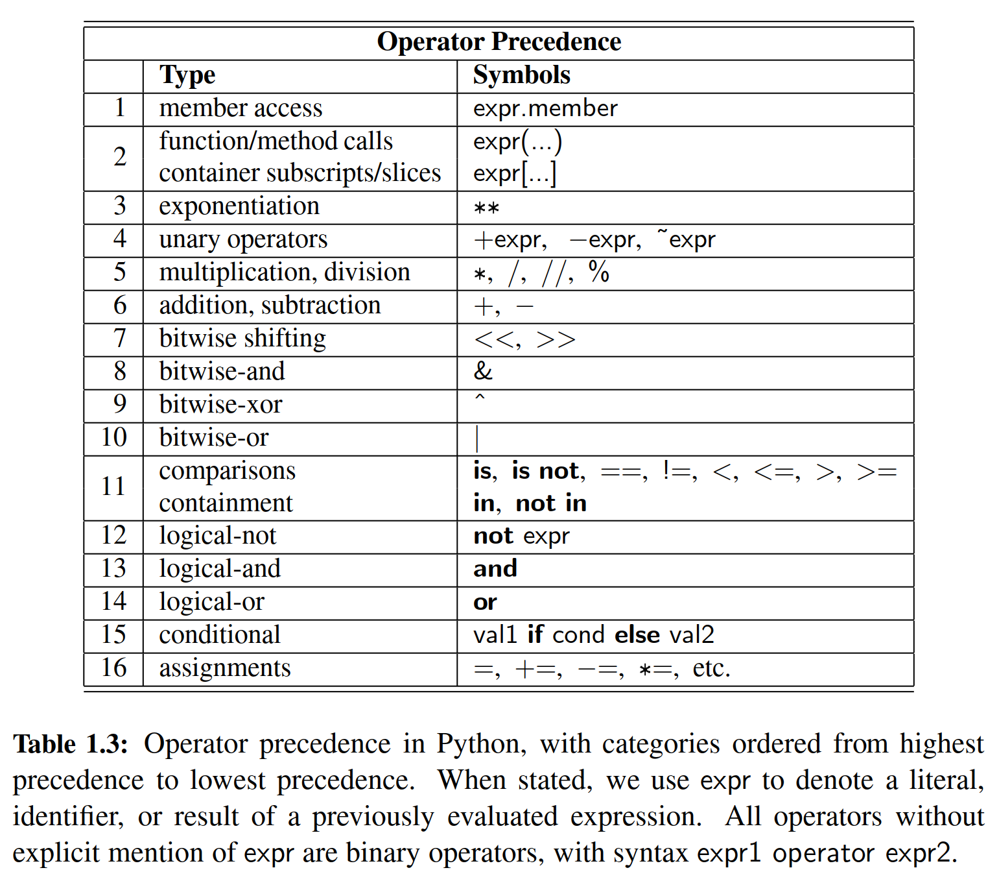 Operator Precedence
Type Symbols
1 member access expr.member
2 function/method calls expr(...)
container subscripts/slices expr[...]
3 exponentiation **
4 unary operators +expr, −expr, ˜expr
5 multiplication, division *, /, //, %
6 addition, subtraction +, −
7 bitwise shifting <<, >>
8 bitwise-and &
9 bitwise-xor ˆ
10 bitwise-or |
11 comparisons is, is not, ==, !=, <, <=, >, >=
containment in, not in
12 logical-not not expr
13 logical-and and
14 logical-or or
15 conditional val1 if cond else val2
16 assignments =, +=, −=, *=, etc.
Table 1.3: Operator precedence in Python, with categories ordered from highest
precedence to lowest precedence. When stated, we use expr to denote a literal,
identifier, or result of a previously evaluated expression. All operators without
explicit mention of expr are binary operators, with syntax expr1 operator expr2.